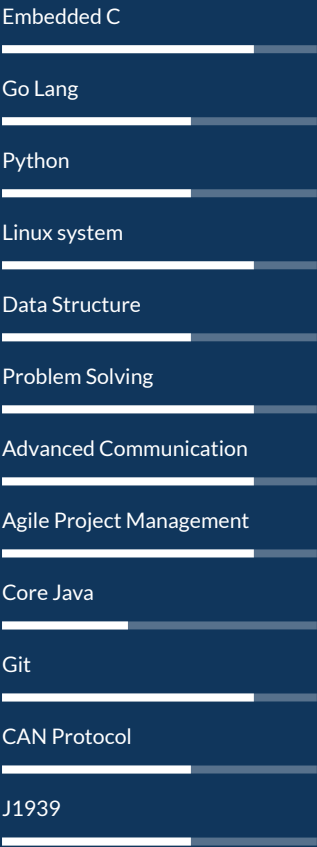 Embedded C
Go Lang
Python
Linux system
Data Structure
Problem Solving
Advanced Communication
Agile Project Management
Core Java
Git
CAN Protocol
J1939